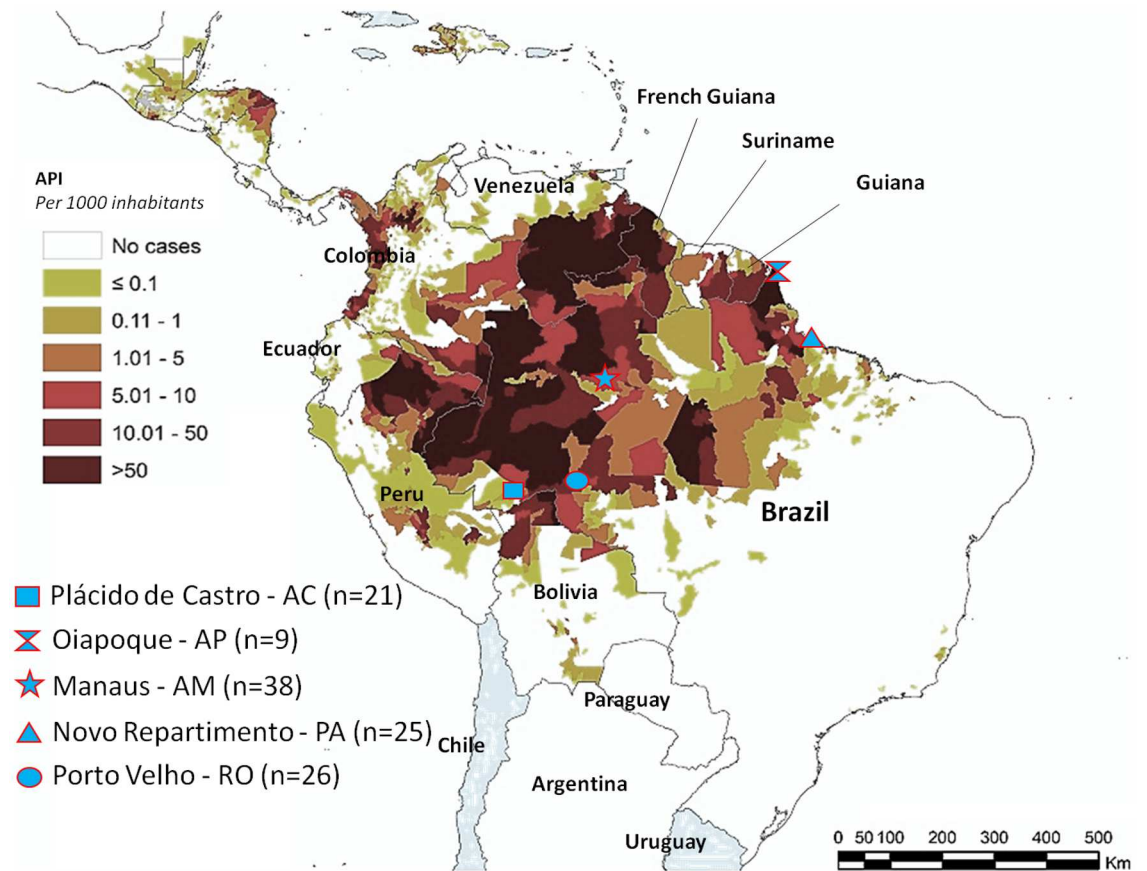 French Guiana
Suriname
Guiana
Venezuela
API
Per 1000 inhabitants
No cases
≤ 0.1
0.11 - 1
1.01 - 5
5.01 - 10
10.01 - 50
>50
Colombia
Ecuador
Peru
Brazil
Bolivia
Paraguay
Chile
Argentina
Uruguay
Plácido de Castro - AC (n=21)
Oiapoque - AP (n=9)
Manaus - AM (n=38)
Novo Repartimento - PA (n=25)
Porto Velho - RO (n=26)
0 50 100 200 300 400 500
Km